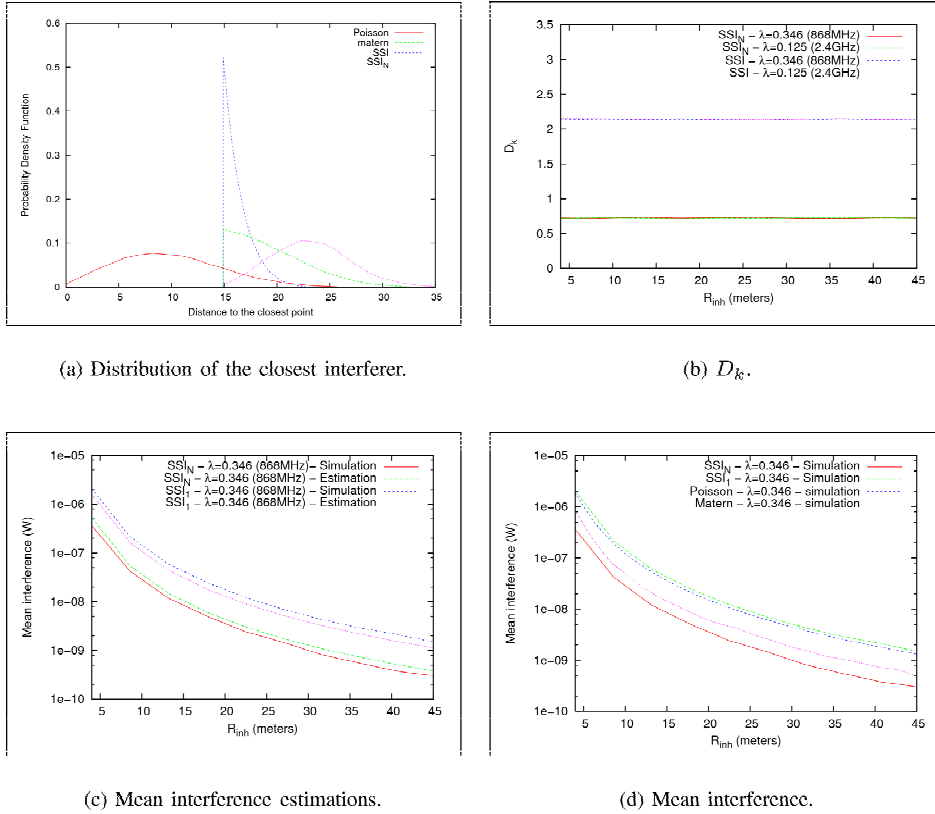 0.6
0.5
0.4
0.3
0.2
0.1
0
Probability Density Function
Poisson
matern
SSI
SSI_N
0 5 10 15 20 25 30 35
Distance to the closest point
(a) Distribution of the closest interferer.
3.5
3
2.5
2
1.5
1
0.5
0
D_k
SSI_N – λ=0.346 (868MHz)
SSI_N – λ=0.125 (2.4GHz)
SSI – λ=0.346 (868MHz)
SSI – λ=0.125 (2.4GHz)
5 10 15 20 25 30 35 40 45
R_inh (meters)
(b) D_k.
1e–05
1e–06
1e–07
1e–08
1e–09
1e–10
Mean interference (W)
SSI_N – λ=0.346 (868MHz)– Simulation
SSI_N – λ=0.346 (868MHz) – Estimation
SSI_1 – λ=0.346 (868MHz) – Simulation
SSI_1 – λ=0.346 (868MHz) – Estimation
5 10 15 20 25 30 35 40 45
R_inh (meters)
(c) Mean interference estimations.
1e–05
1e–06
1e–07
1e–08
1e–09
1e–10
Mean interference (W)
SSI_N – λ=0.346 – Simulation
SSI_1 – λ=0.346 – Simulation
Poisson – λ=0.346 – simulation
Matern – λ=0.346 – simulation
5 10 15 20 25 30 35 40 45
R_inh (meters)
(d) Mean interference.